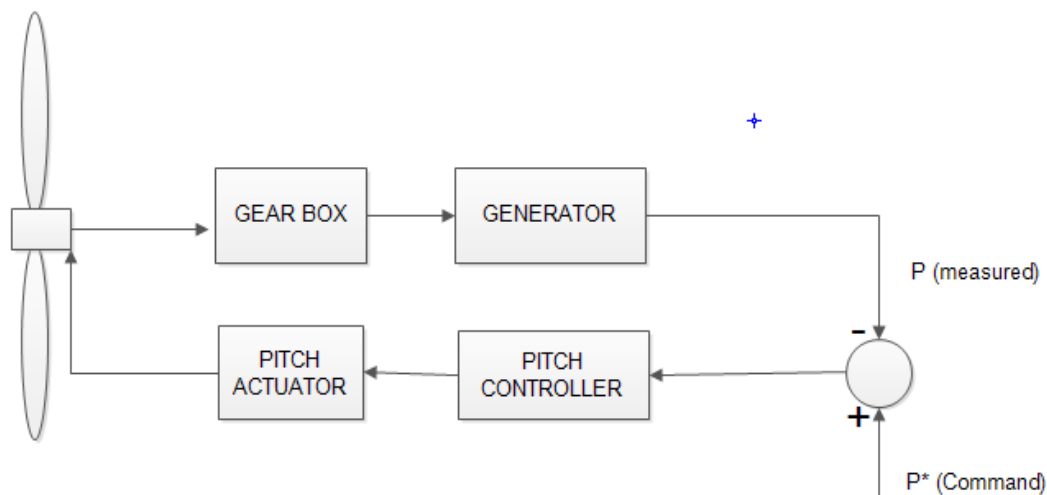 GEAR BOX
GENERATOR
P (measured)
-
PITCH
ACTUATOR
PITCH
CONTROLLER
+
P* (Command)